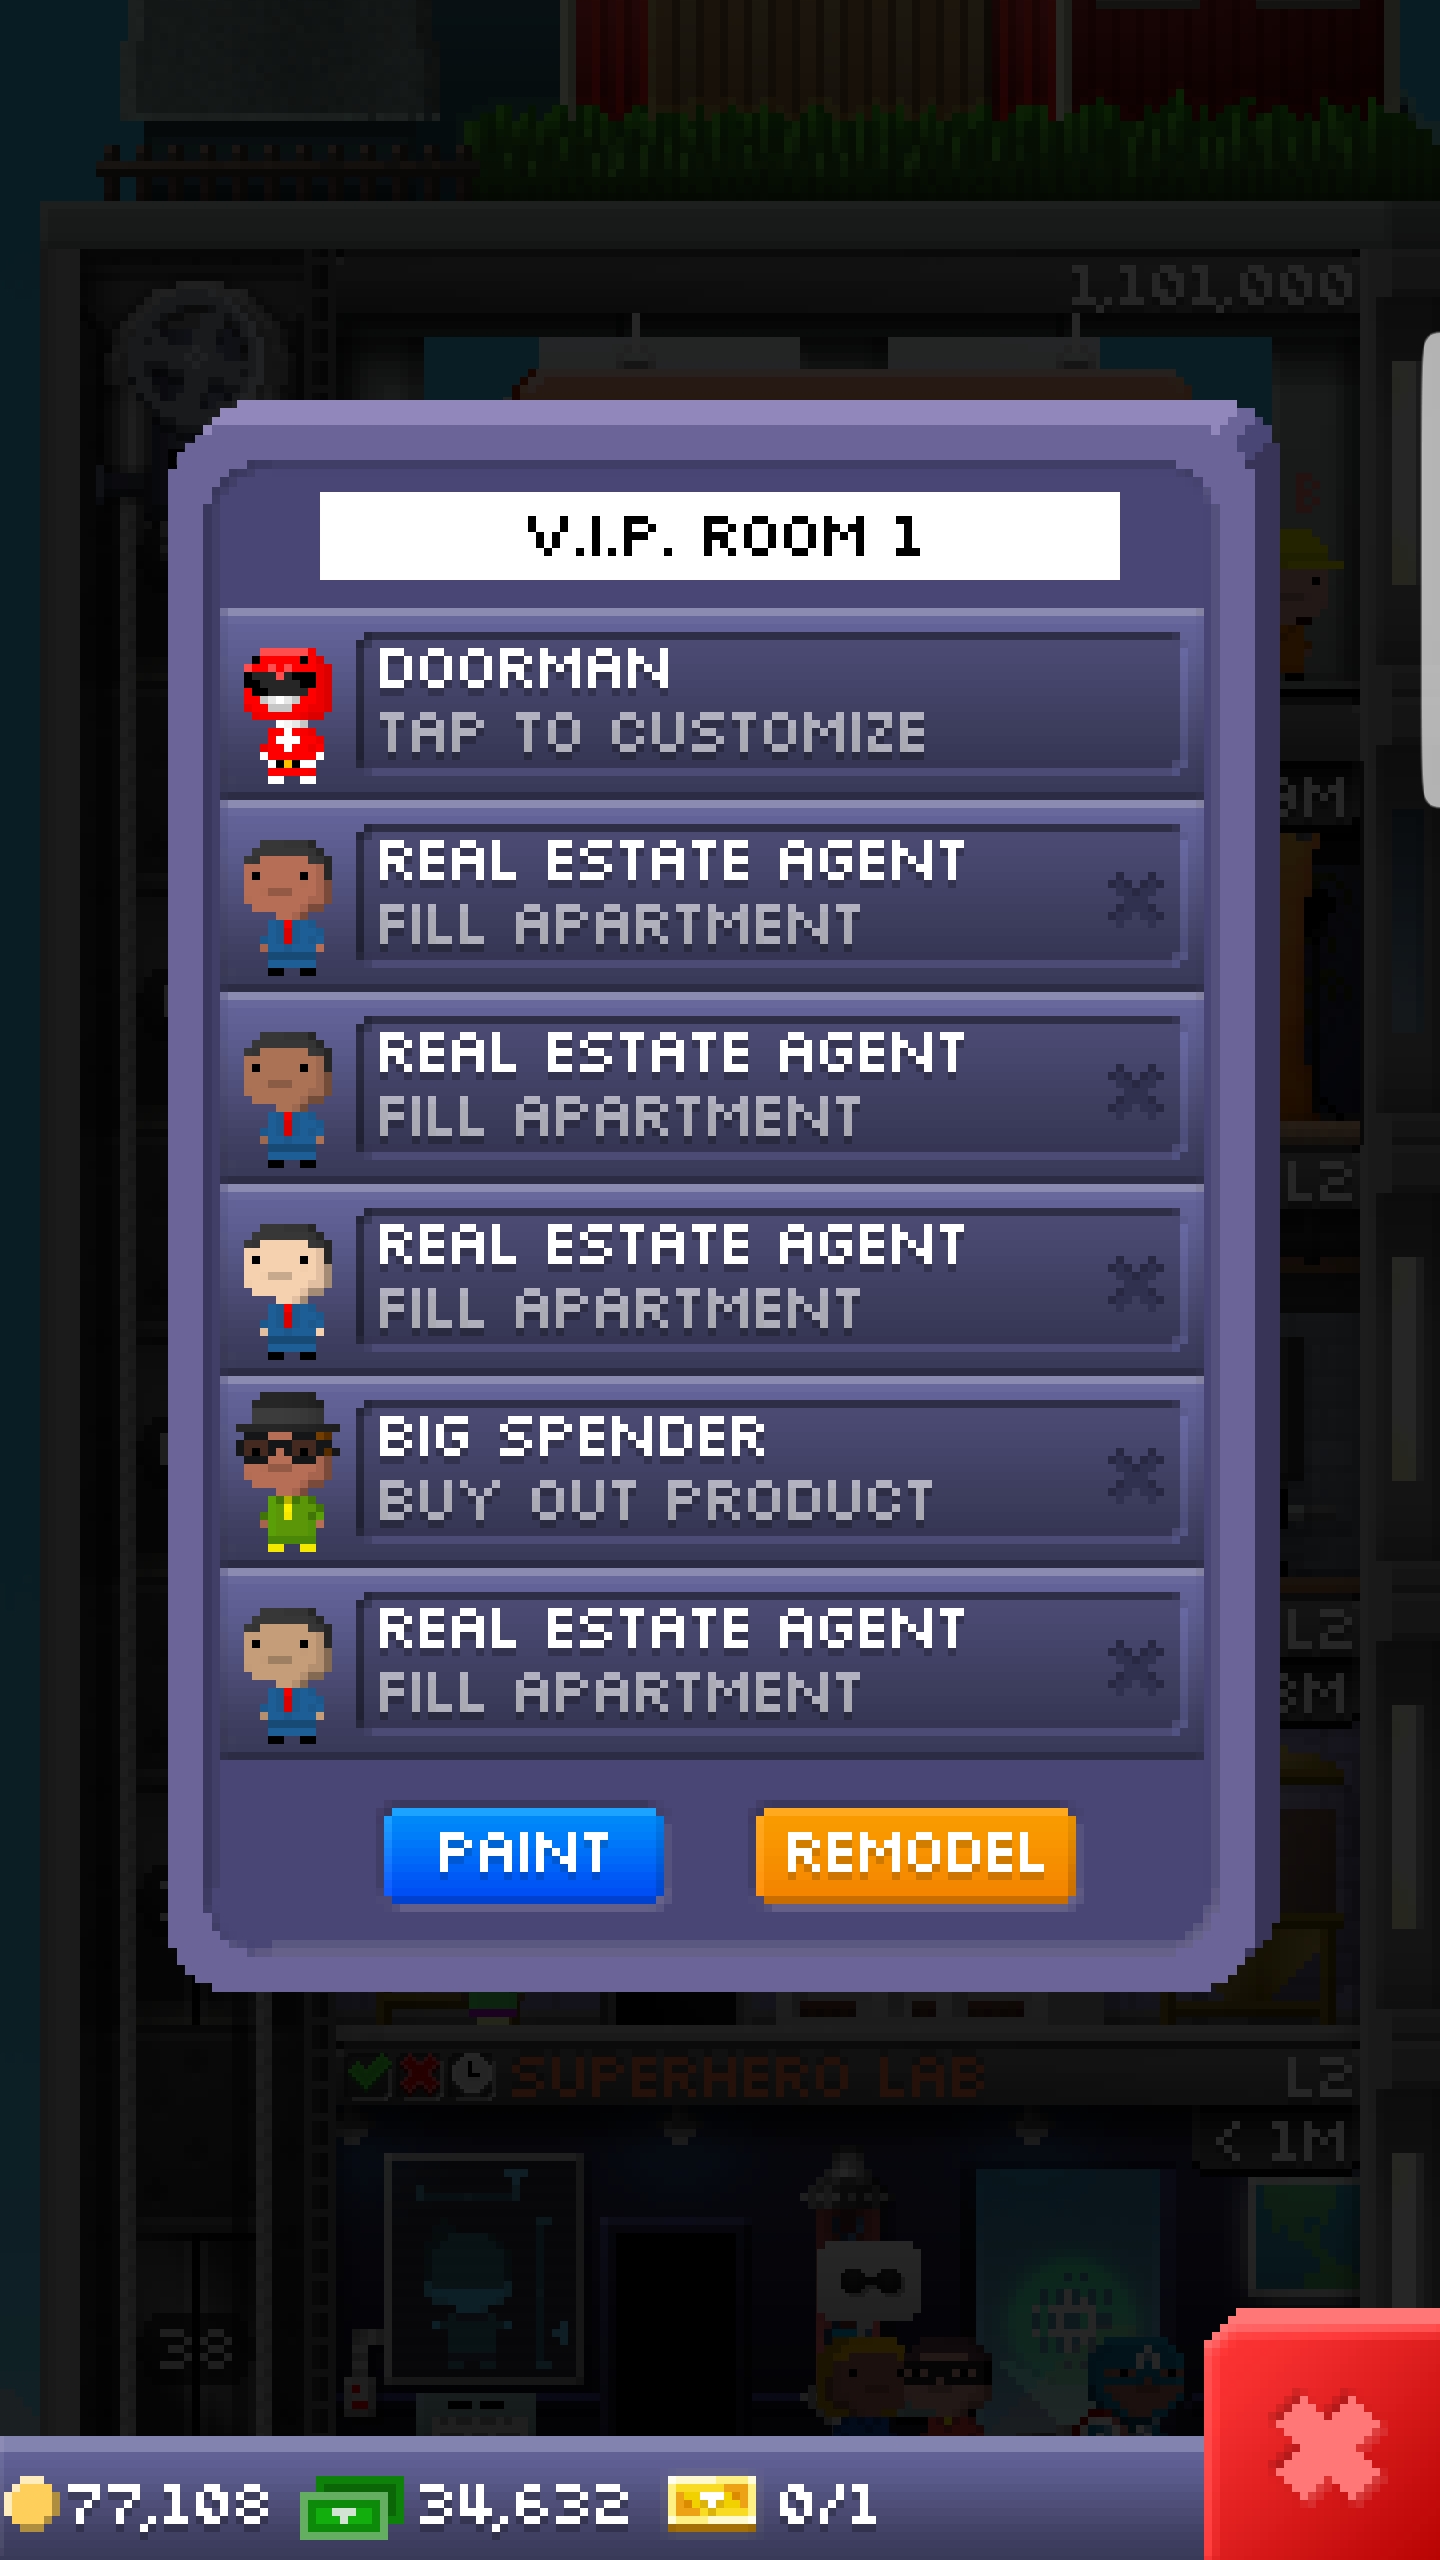 1,101,000
V.I.P. ROOM 1
DOORMAN
TAP TO CUSTOMIZE
REAL ESTATE AGENT
FILL APARTMENT
REAL ESTATE AGENT
FILL APARTMENT
REAL ESTATE AGENT
FILL APARTMENT
BIG SPENDER
BUY OUT PRODUCT
REAL ESTATE AGENT
FILL APARTMENT
PAINT
REMODEL
L2
L2
SUPERHERO LAB L2
< 1M
38
77,108 34,632 0/1